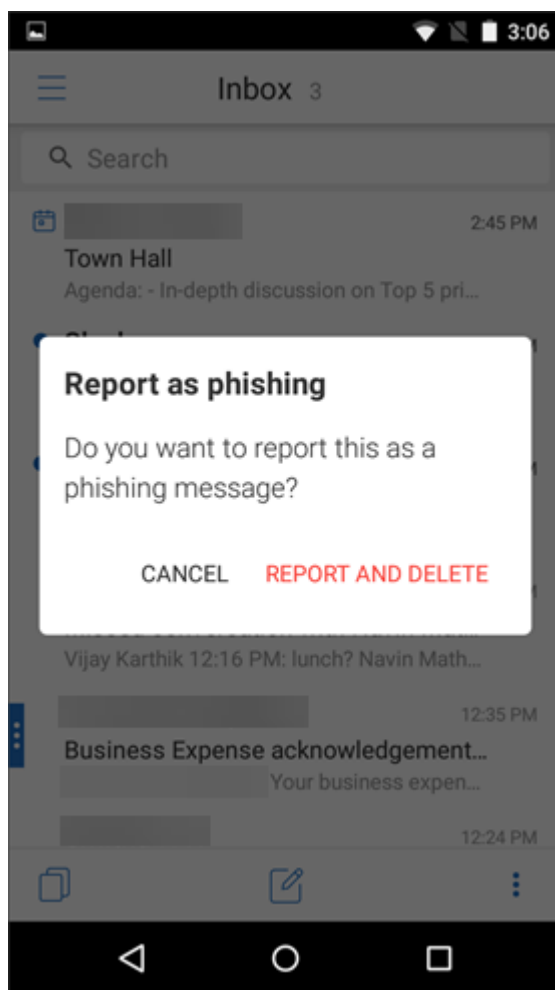 3:06
Inbox 3
Search
2:45 PM
Town Hall
Agenda: - In-depth discussion on Top 5 pri...
Report as phishing
Do you want to report this as a
phishing message?
CANCEL REPORT AND DELETE
Vijay Karthik 12:16 PM: lunch? Navin Math...
12:35 PM
Business Expense acknowledgement...
Your business expen...
12:24 PM